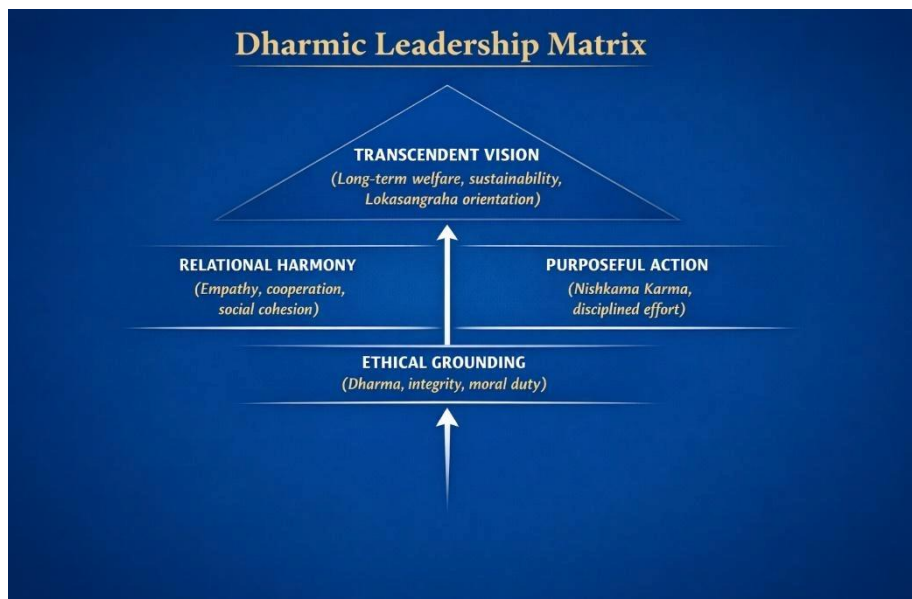 Dharmic Leadership Matrix
TRANSCENDENT VISION
(Long-term welfare, sustainability,
Lokasangraha orientation)
RELATIONAL HARMONY
(Empathy, cooperation,
social cohesion)
PURPOSEFUL ACTION
(Nishkama Karma,
disciplined effort)
ETHICAL GROUNDING
(Dharma, integrity, moral duty)